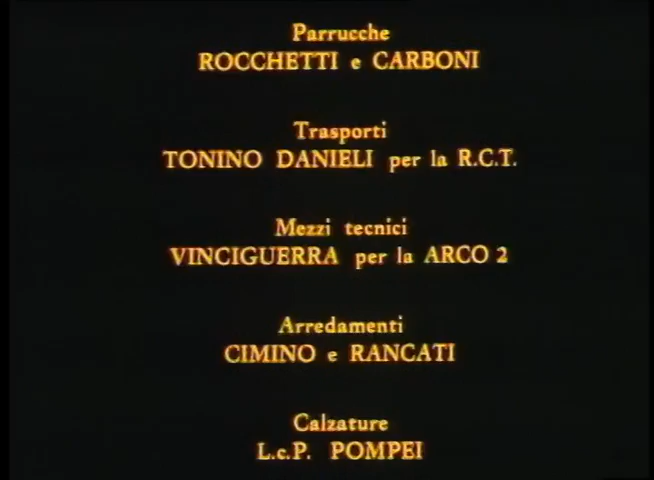 Parrucche
ROCCHETTI e CARBONI
Trasporti
TONINO DANIELI per la R.C.T.
Mezzi tecnici
VINCIGUERRA per la ARCO 2
Arredamenti
CIMINO e RANCATI
Calzature
L.c.P. POMPEI